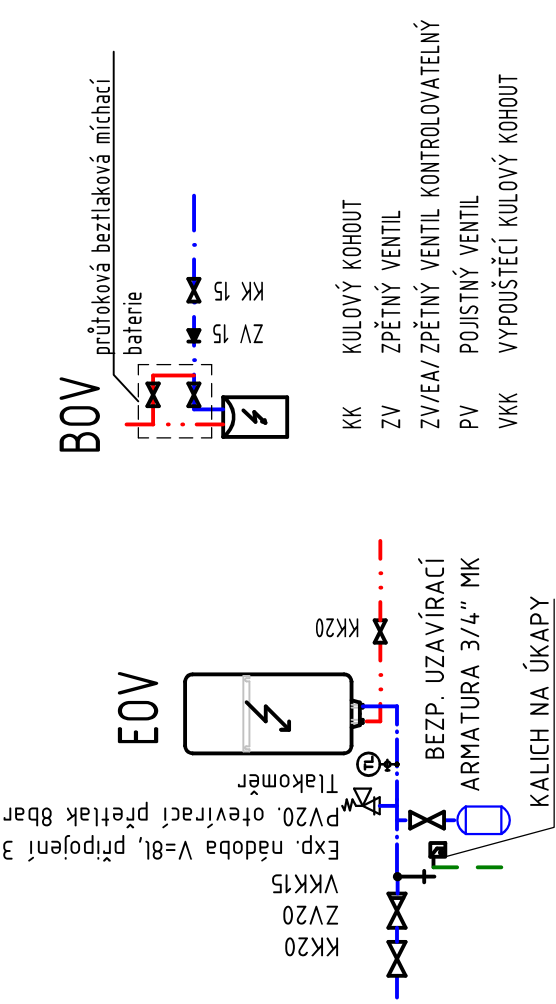 BOV
průtoková beztlaková míchací
baterie
KK 15
ZV 15
KK KULOVÝ KOHOUT
ZV ZPĚTNÝ VENTIL
ZV/EA/ ZPĚTNÝ VENTIL KONTROLOVATELNÝ
PV POJISTNÝ VENTIL
VKK VYPOUŠTĚCÍ KULOVÝ KOHOUT
EOV
KK20
TL
Tlakoměr
PV20. otevírací přetlak 8bar
Exp. nádoba V=8l, připojení 3
VKK15
ZV20
KK20
BEZP. UZAVÍRACÍ
ARMATURA 3/4" MK
KALICH NA ÚKAPY